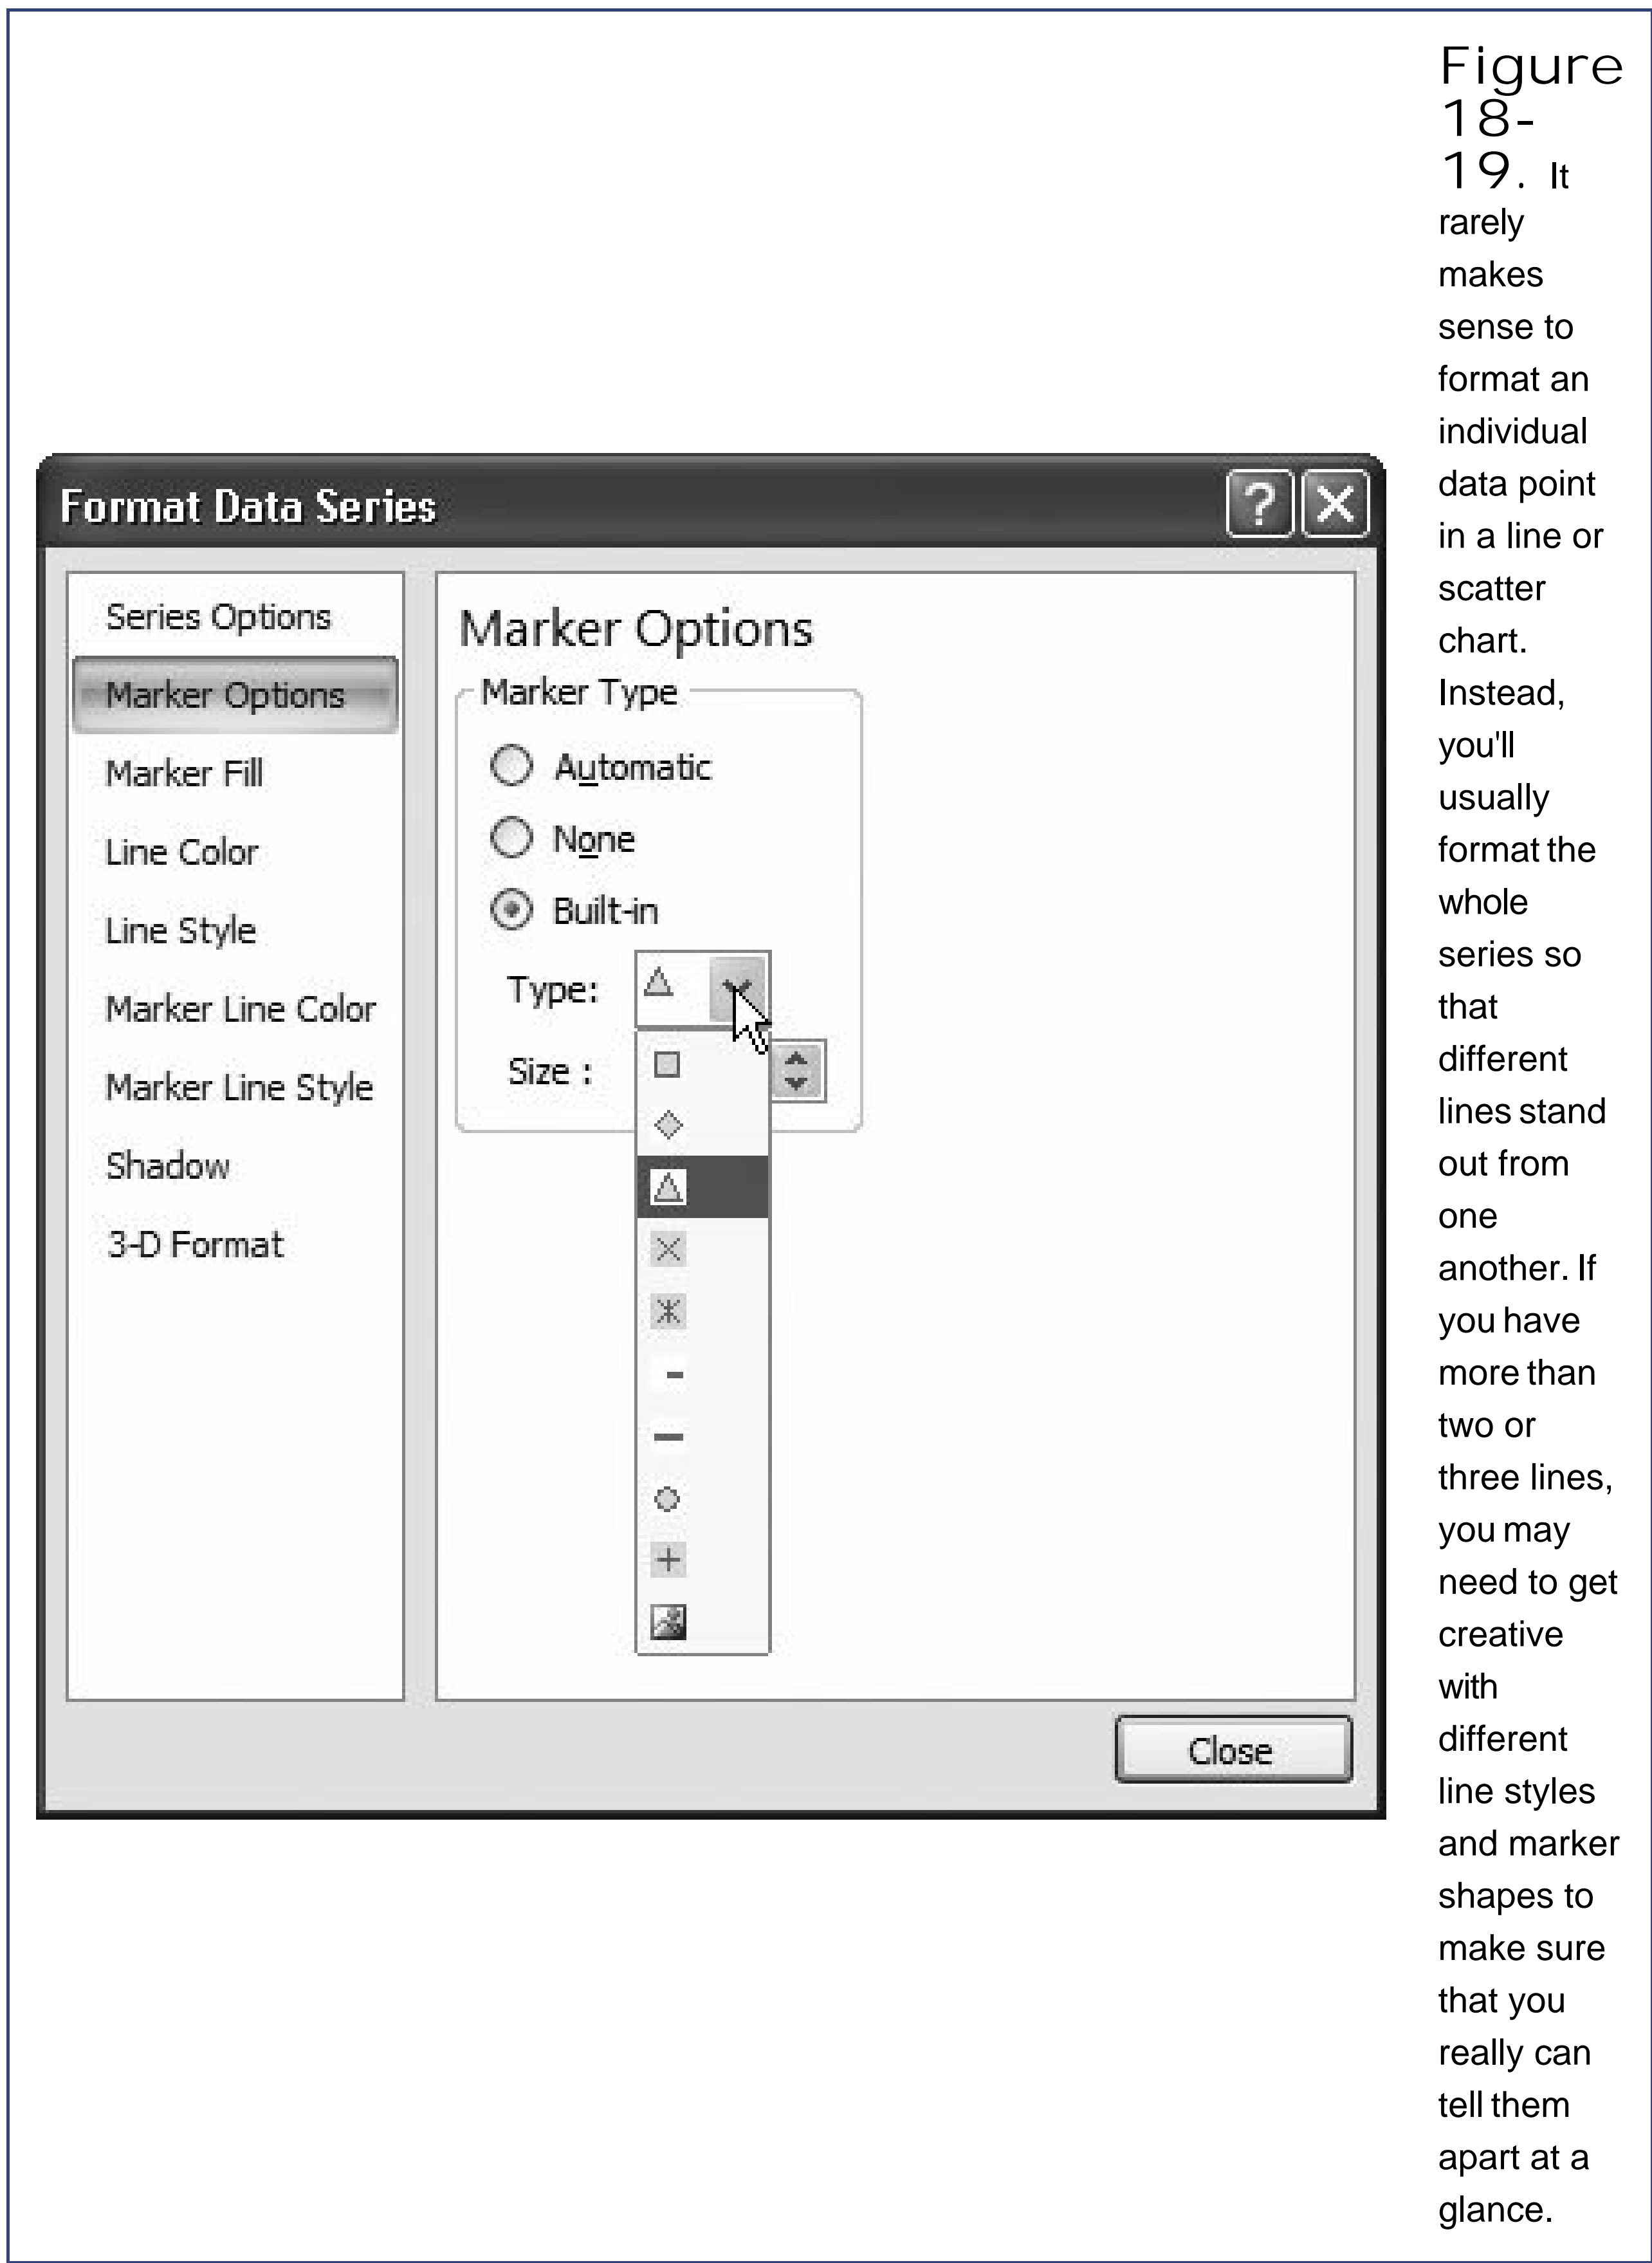 Figure
18-
19. It
rarely
makes
sense to
format an
individual
data point
in a line or
scatter
chart.
Instead,
you'll
usually
format the
whole
series so
that
different
lines stand
out from
one
another. If
you have
more than
two or
three lines,
you may
need to get
creative
with
different
line styles
and marker
shapes to
make sure
that you
really can
tell them
apart at a
glance.
Format Data Series
Series Options
Marker Options
Marker Fill
Line Color
Line Style
Marker Line Color
Marker Line Style
Shadow
3-D Format
Marker Options
Marker Type
Automatic
None
Built-in
Type:
Size :
Close